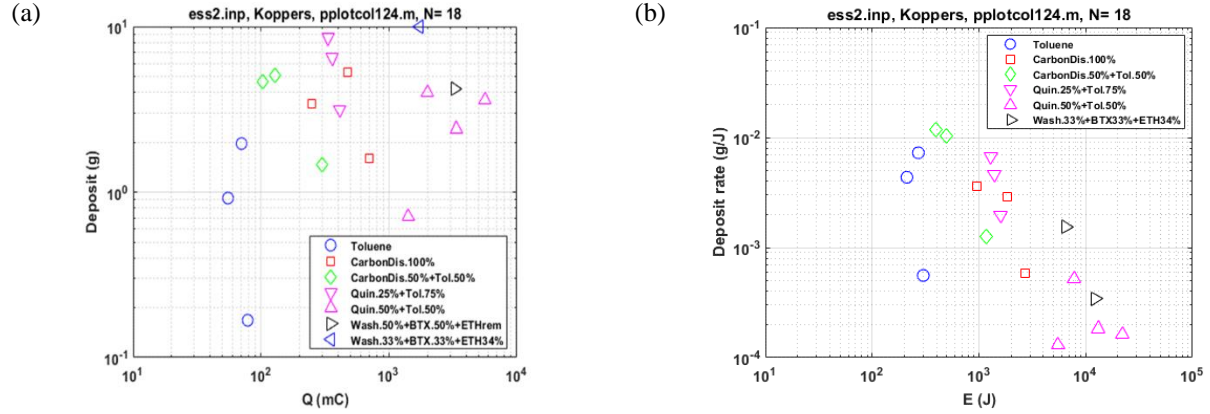 (a)
ess2.inp, Koppers, pplotcol124.m, N= 18
10^1
10^0
10^-1
Deposit (g)
Toluene
CarbonDis.100%
CarbonDis.50%+Tol.50%
Quin.25%+Tol.75%
Quin.50%+Tol.50%
Wash.50%+BTX.50%+ETHrem
Wash.33%+BTX.33%+ETH34%
10^1 10^2 10^3 10^4
Q (mC)
(b)
ess2.inp, Koppers, pplotcol124.m, N= 18
10^-1
10^-2
10^-3
10^-4
Deposit rate (g/J)
Toluene
CarbonDis.100%
CarbonDis.50%+Tol.50%
Quin.25%+Tol.75%
Quin.50%+Tol.50%
Wash.33%+BTX33%+ETH34%
10^1 10^2 10^3 10^4 10^5
E (J)